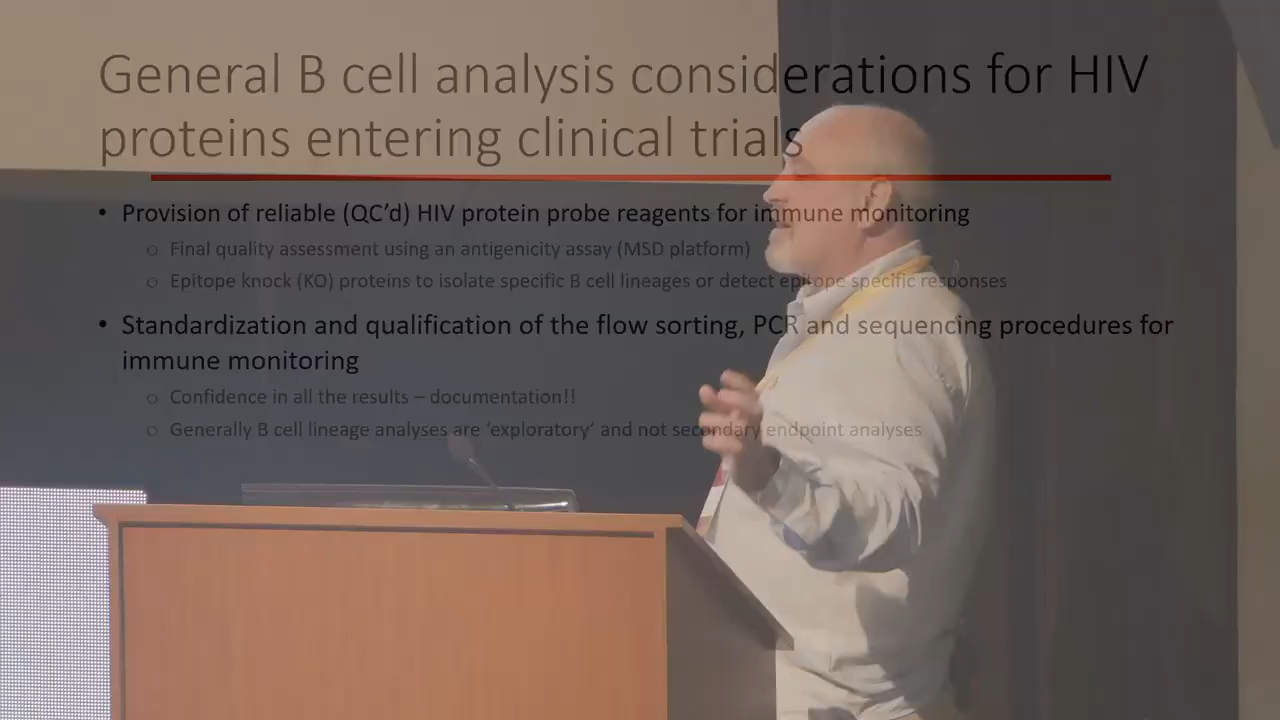 General B cell analysis considerations for HIV
proteins entering clinical trials
• Provision of reliable (QC’d) HIV protein probe reagents for immune monitoring
o Final quality assessment using an antigenicity assay (MSD platform)
o Epitope knock (KO) proteins to isolate specific B cell lineages or detect epitope specific responses
• Standardization and qualification of the flow sorting, PCR and sequencing procedures for
immune monitoring
o Confidence in all the results – documentation!!
o Generally B cell lineage analyses are ‘exploratory’ and not secondary endpoint analyses